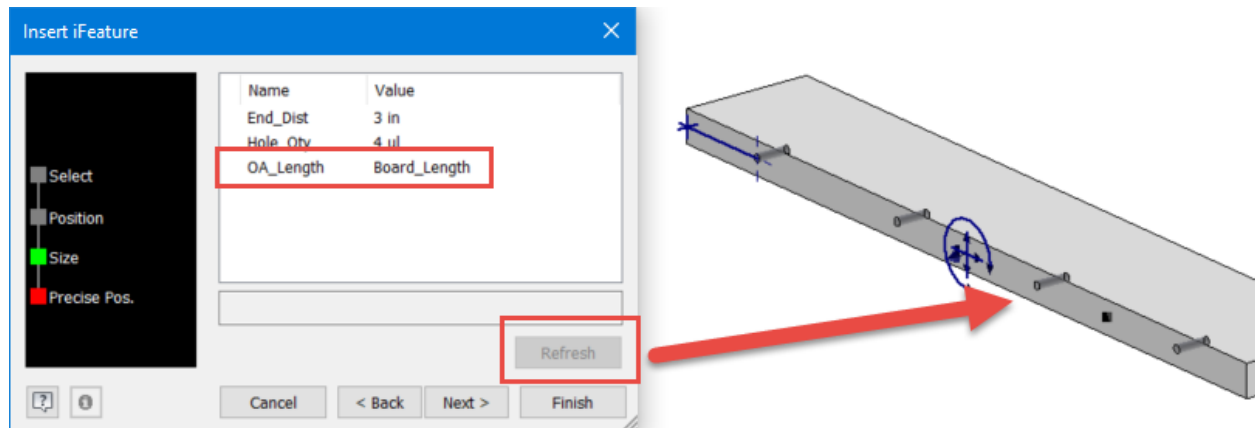 Insert iFeature
Name Value
End_Dist 3 in
Hole_Qty 4 ul
OA_Length Board_Length
Select
Position
Size
Precise Pos.
Refresh
Cancel < Back Next > Finish